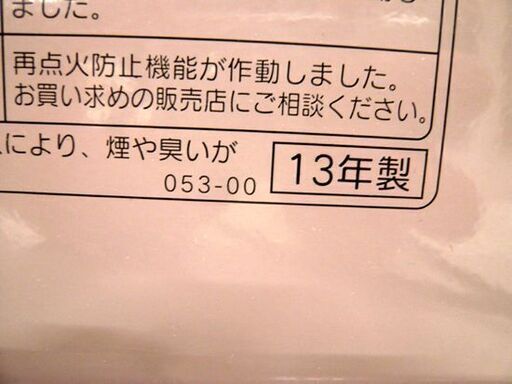 ました。
再点火防止機能が作動しました。
お買い求めの販売店にご相談ください。
により、煙や臭いが
053-00
13年製